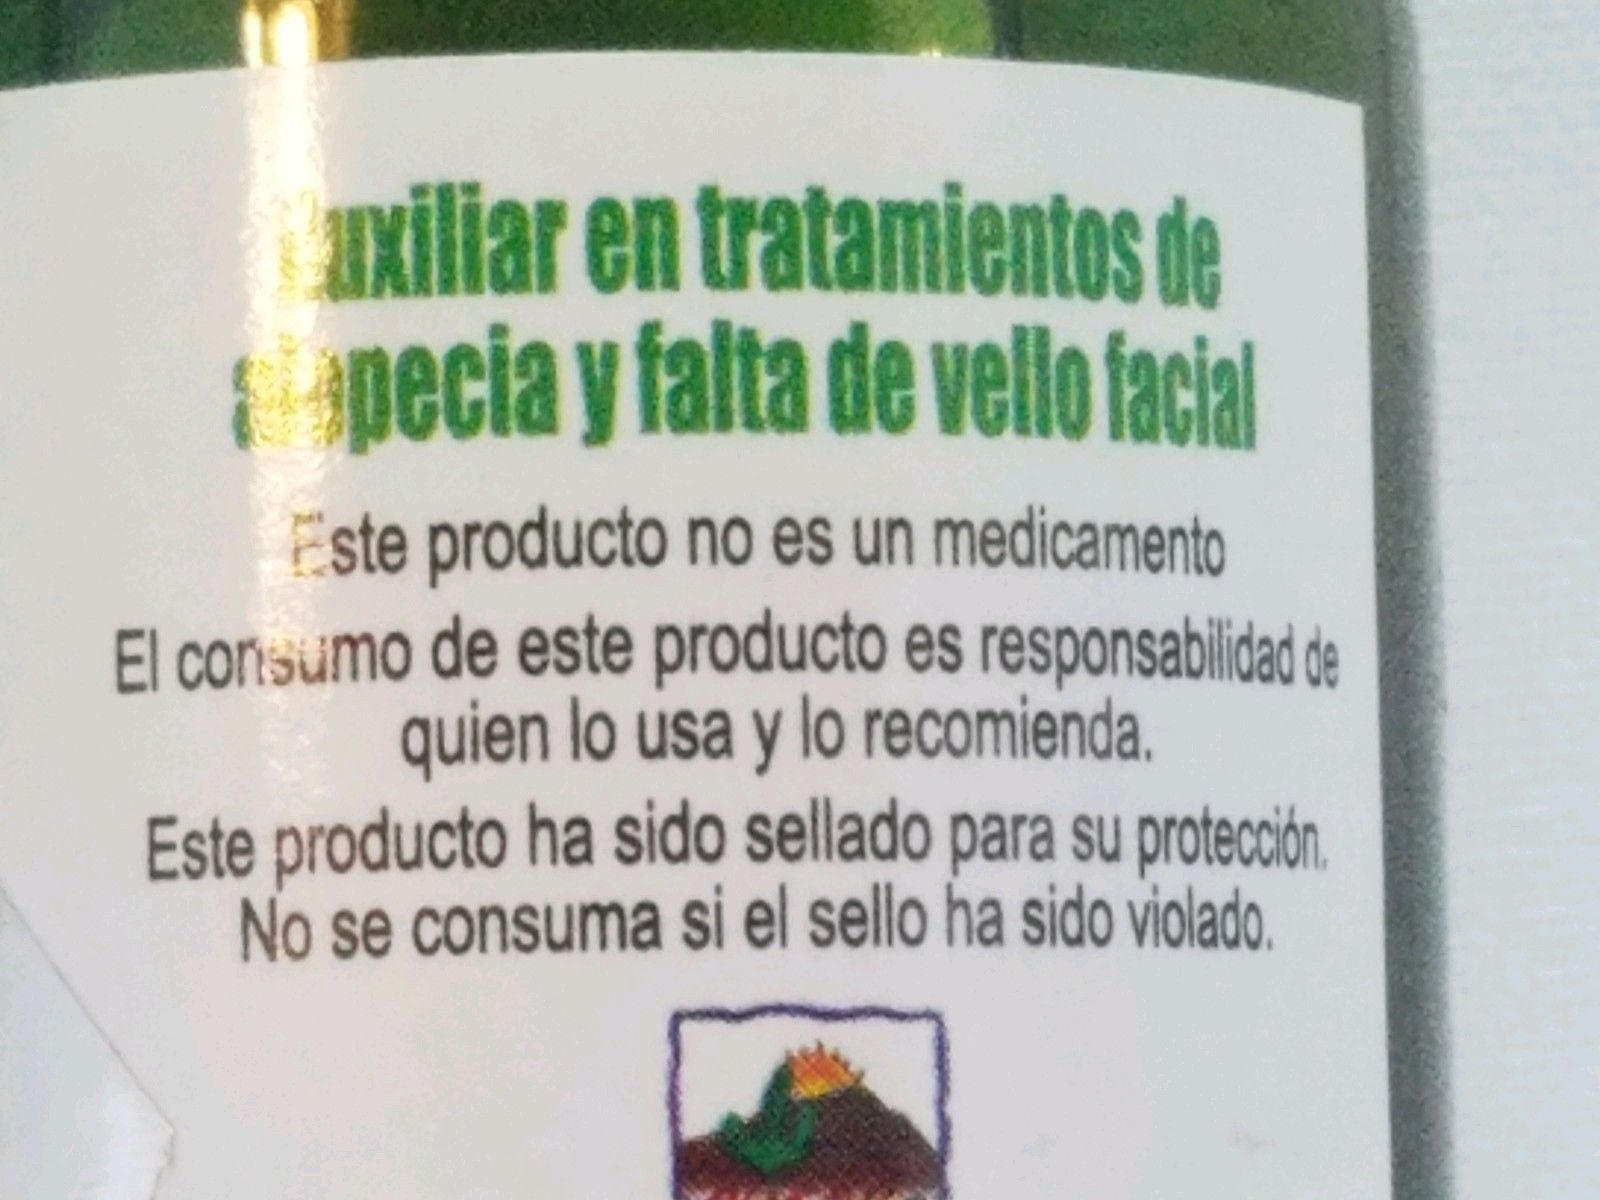 Auxiliar en tratamientos de
alopecia y falta de vello facial
Este producto no es un medicamento
El consumo de este producto es responsabilidad de
quien lo usa y lo recomienda.
Este producto ha sido sellado para su protección.
No se consuma si el sello ha sido violado.